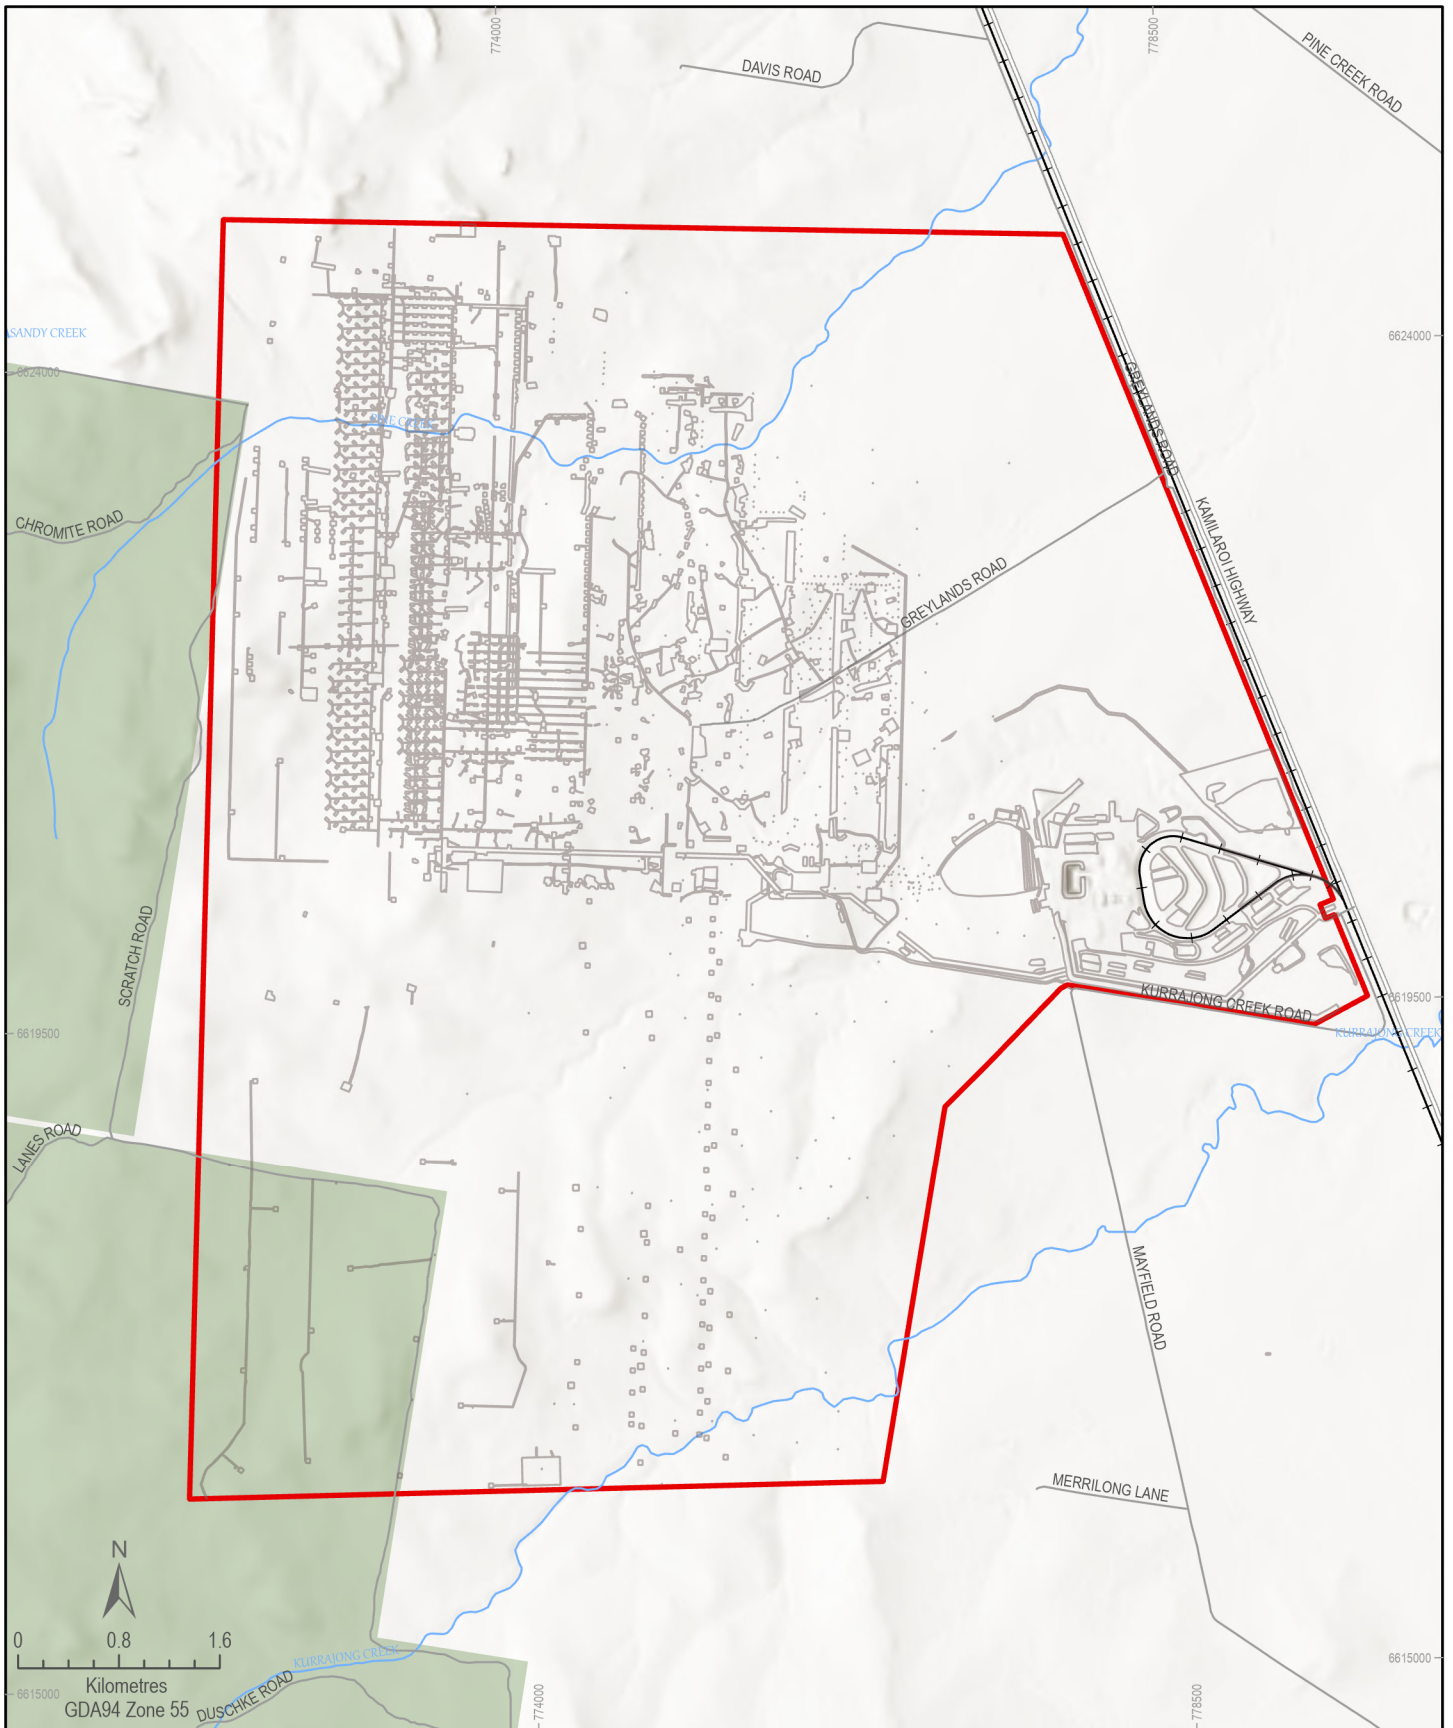 774000
778500
PINE CREEK ROAD
DAVIS ROAD
SANDY CREEK
6624000
6624000
GREYLANDS ROAD
PINE CREEK
CHROMITE ROAD
KAMILAROI HIGHWAY
GREYLANDS ROAD
SCRATCH ROAD
KURRAJONG CREEK ROAD
6619500
6619500
KURRAJONG CREEK
LANES ROAD
MAYFIELD ROAD
MERRILONG LANE
N
0 0.8 1.6
Kilometres
GDA94 Zone 55
KURRAJONG CREEK
DUSCHKE ROAD
6615000
6615000
774000
778500